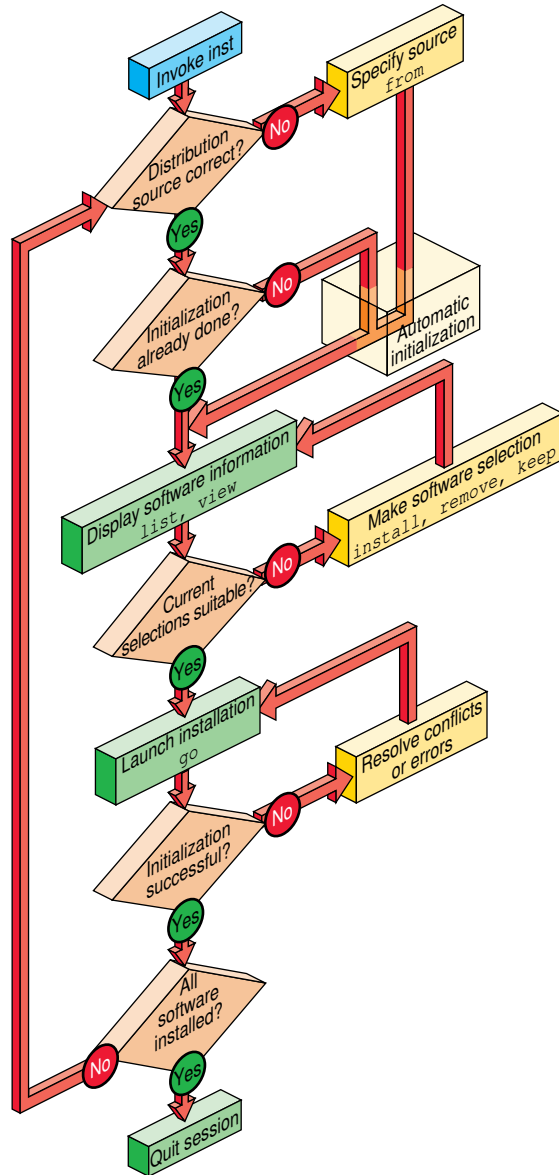 Invoke inst
Specify source
from
Distribution
source correct?
No
Yes
Initialization
already done?
No
Automatic
initialization
Yes
Display software information
list, view
Make software selection
install, remove, keep
Current
selections suitable?
No
Yes
Launch installation
go
Resolve conflicts
or errors
Initialization
successful?
No
Yes
All
software
installed?
No
Yes
Quit session